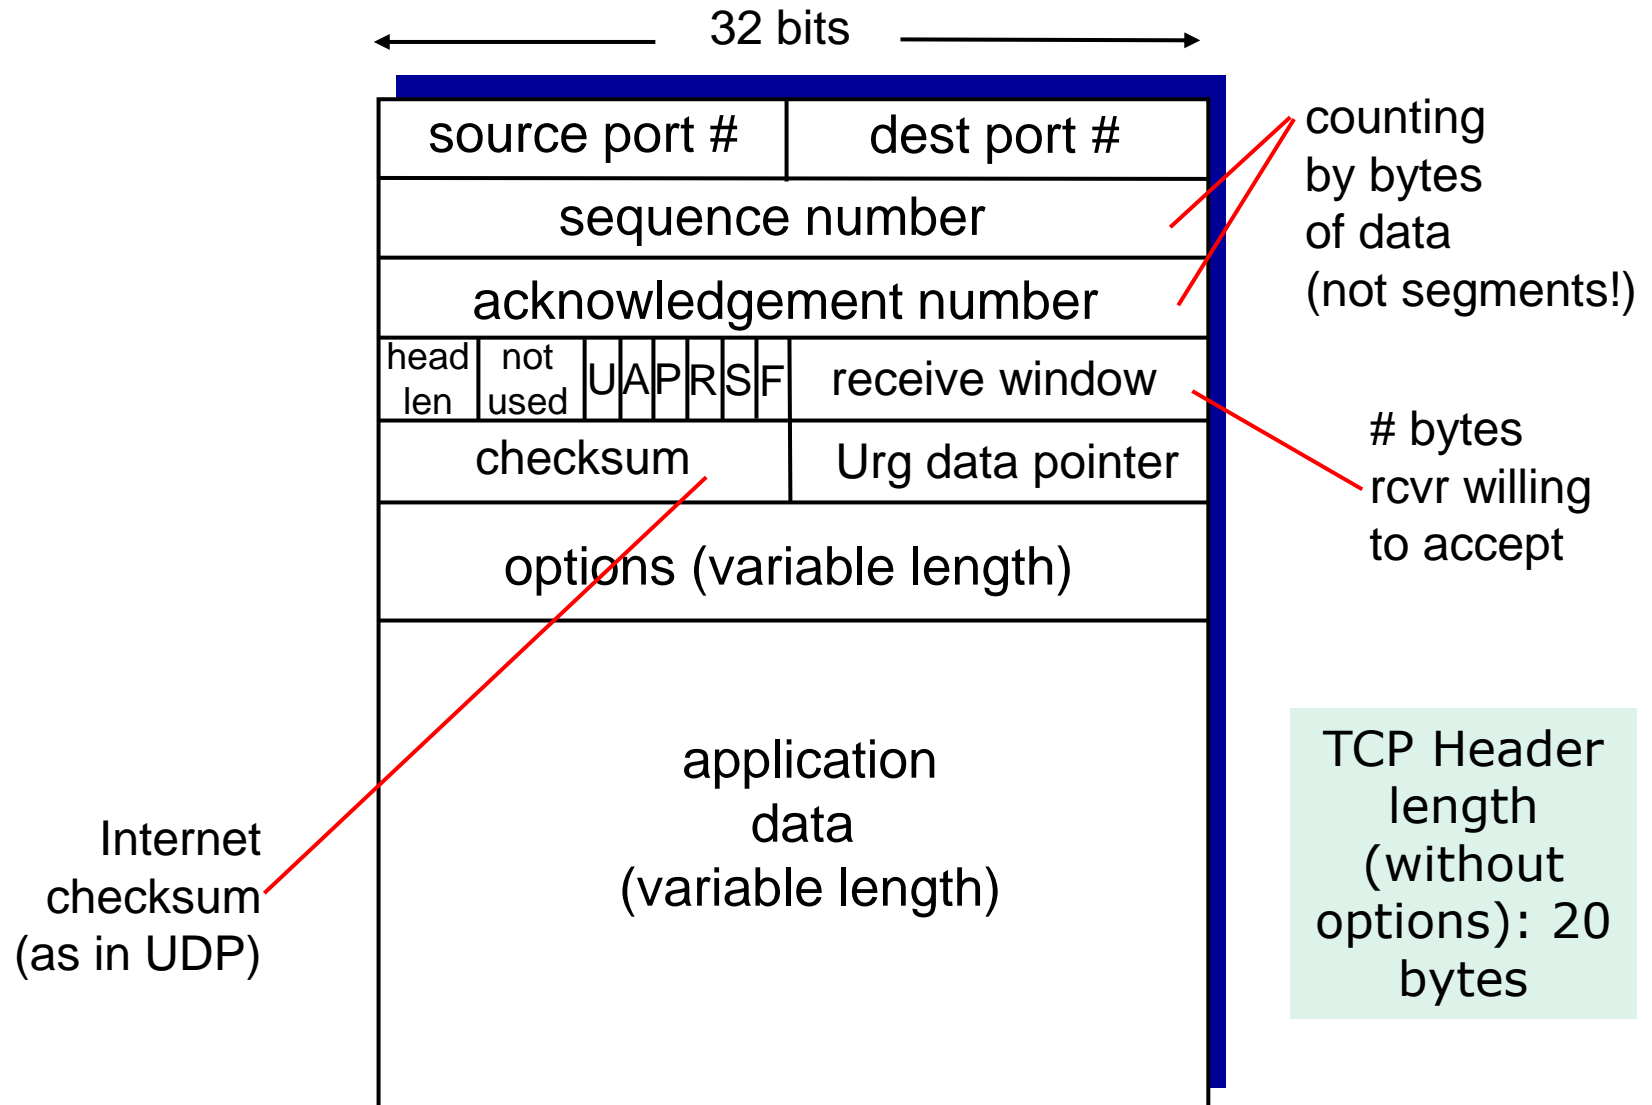 32 bits
source port #
dest port #
counting
by bytes
of data
(not segments!)
sequence number
acknowledgement number
head
len
not
used
U A P R S F
receive window
# bytes
rcvr willing
to accept
checksum
Urg data pointer
options (variable length)
application
data
(variable length)
Internet
checksum
(as in UDP)
TCP Header
length
(without
options): 20
bytes